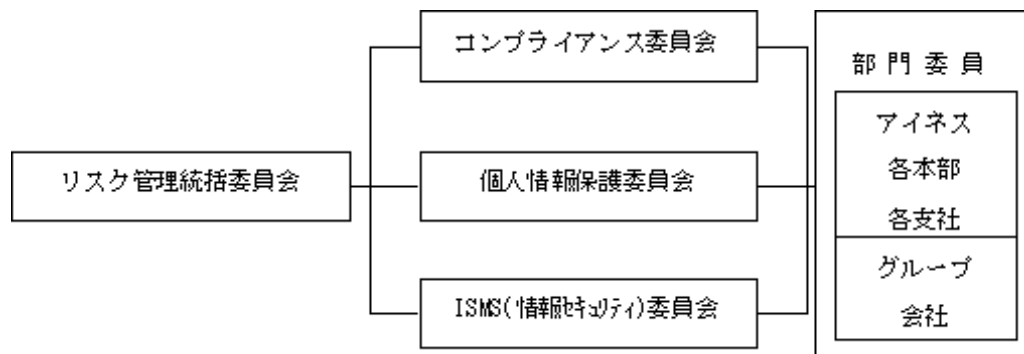 コンプライアンス委員会
部門委員
アイネス
各本部
各支社
リスク管理統括委員会
個人情報保護委員会
グループ
会社
ISMS(情報ｾｷｭﾘﾃｨ)委員会